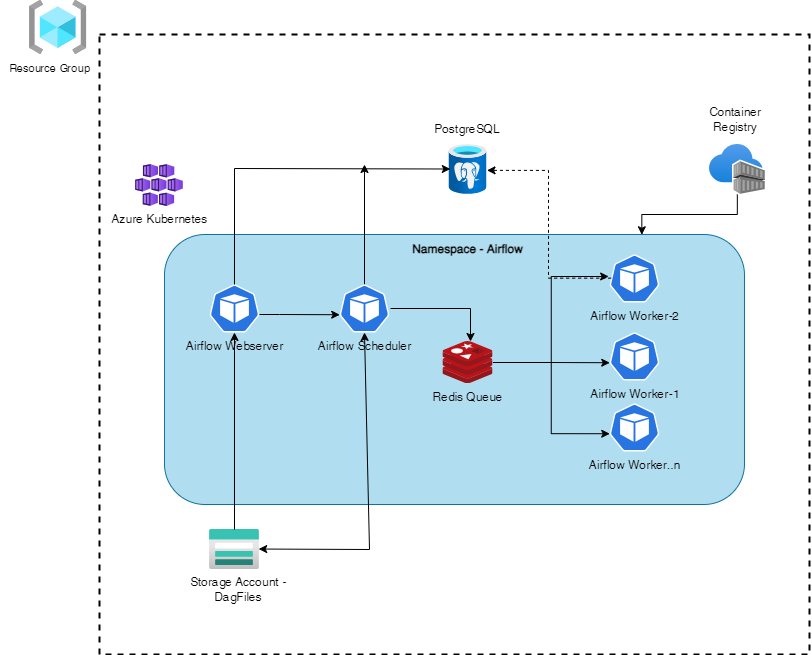 Resource Group
Container
Registry
PostgreSQL
Azure Kubernetes
Namespace - Airflow
Airflow Worker-2
Airflow Webserver
Airflow Scheduler
Redis Queue
Airflow Worker-1
Airflow Worker..n
Storage Account -
DagFiles